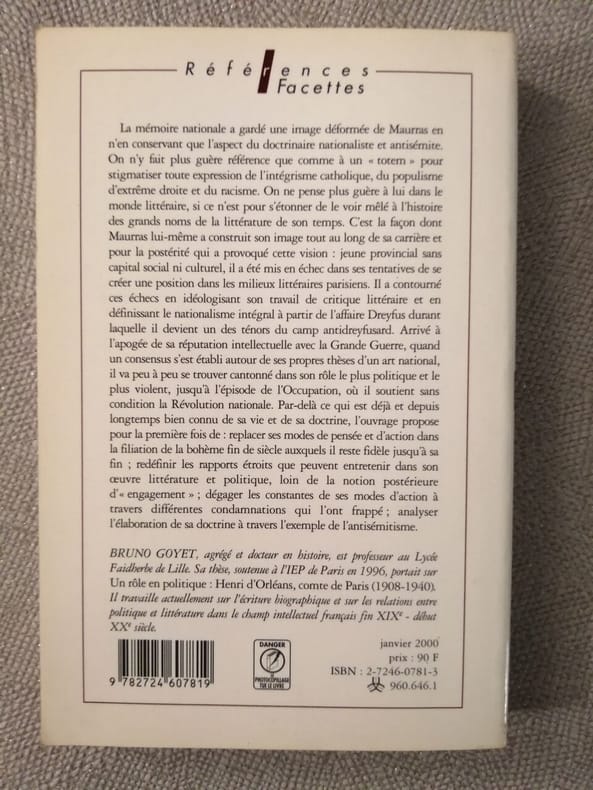 Références
Facettes
La mémoire nationale a gardé une image déformée de Maurras en
n'en conservant que l'aspect du doctrinaire nationaliste et antisémite.
On n'y fait plus guère référence que comme à un « totem » pour
stigmatiser toute expression de l'intégrisme catholique, du populisme
d'extrême droite et du racisme. On ne pense plus guère à lui dans le
monde littéraire, si ce n'est pour s'étonner de le voir mêlé à l'histoire
des grands noms de la littérature de son temps. C'est la façon dont
Maurras lui-même a construit son image tout au long de sa carrière et
pour la postérité qui a provoqué cette vision : jeune provincial sans
capital social ni culturel, il a été mis en échec dans ses tentatives de se
créer une position dans les milieux littéraires parisiens. Il a contourné
ces échecs en idéologisant son travail de critique littéraire et en
définissant le nationalisme intégral à partir de l'affaire Dreyfus durant
laquelle il devient un des ténors du camp antidreyfusard. Arrivé à
l'apogée de sa réputation intellectuelle avec la Grande Guerre, quand
un consensus s'est établi autour de ses propres thèses d'un art national,
il va peu à peu se trouver cantonné dans son rôle le plus politique et le
plus violent, jusqu'à l'épisode de l'Occupation, où il soutient sans
condition la Révolution nationale. Par-delà ce qui est déjà et depuis
longtemps bien connu de sa vie et de sa doctrine, l'ouvrage propose
pour la première fois de : replacer ses modes de pensée et d'action dans
la filiation de la bohème fin de siècle auxquels il reste fidèle jusqu'à sa
fin ; redéfinir les rapports étroits que peuvent entretenir dans son
œuvre littérature et politique, loin de la notion postérieure
d'« engagement » ; dégager les constantes de ses modes d'action à
travers différentes condamnations qui l'ont frappé ; analyser
l'élaboration de sa doctrine à travers l'exemple de l'antisémitisme.
BRUNO GOYET, agrégé et docteur en histoire, est professeur au Lycée
Faidherbe de Lille. Sa thèse, soutenue à l'IEP de Paris en 1996, portait sur
Un rôle en politique : Henri d'Orléans, comte de Paris (1908-1940).
Il travaille actuellement sur l'écriture biographique et sur les relations entre
politique et littérature dans le champ intellectuel français fin XIXe - début
XXe siècle.
DANGER
PHOTOCOPILLAGE
TUE LE LIVRE
9 782724 607819
janvier 2000
prix : 90 F
ISBN : 2-7246-0781-3
960.646.1